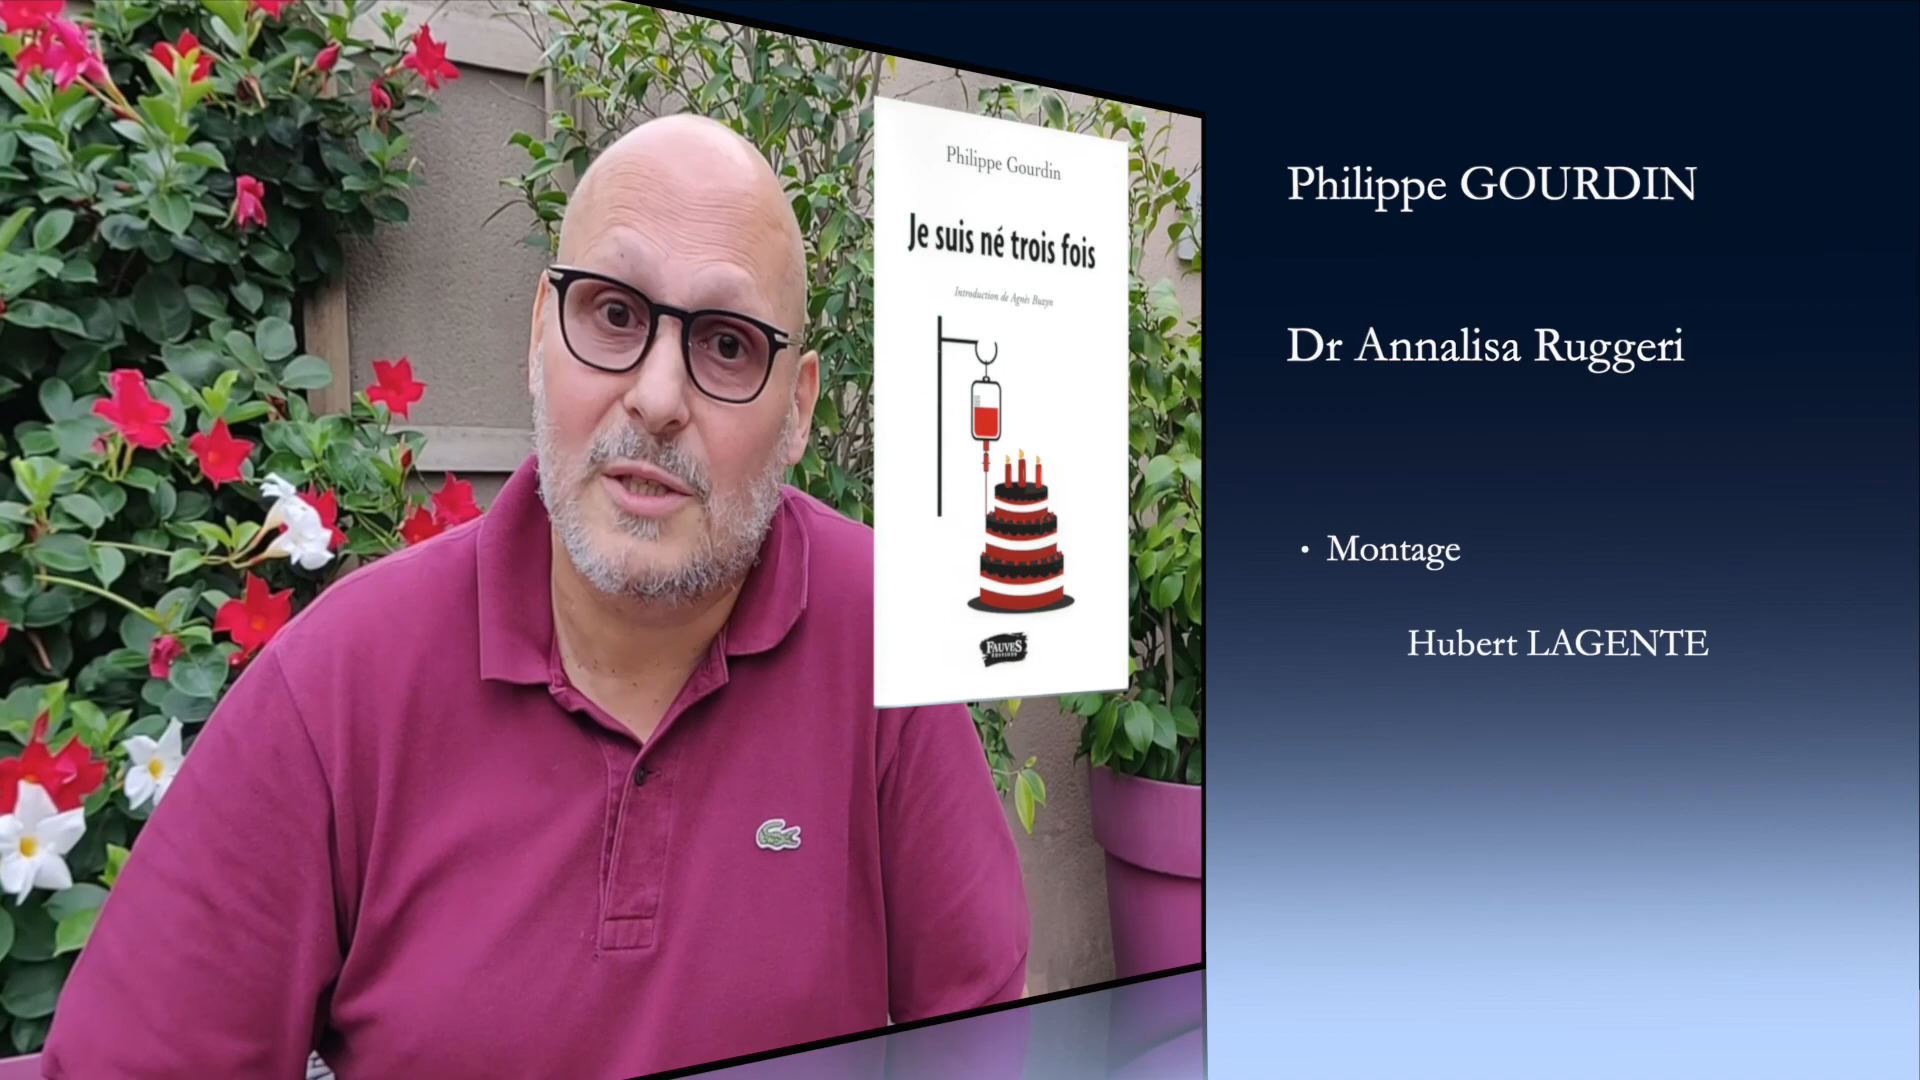 Philippe Gourdin
Je suis né trois fois
Introduction de Agnès Buzyn
FAUVES
EDITIONS
Philippe GOURDIN
Dr Annalisa Ruggeri
• Montage
Hubert LAGENTE